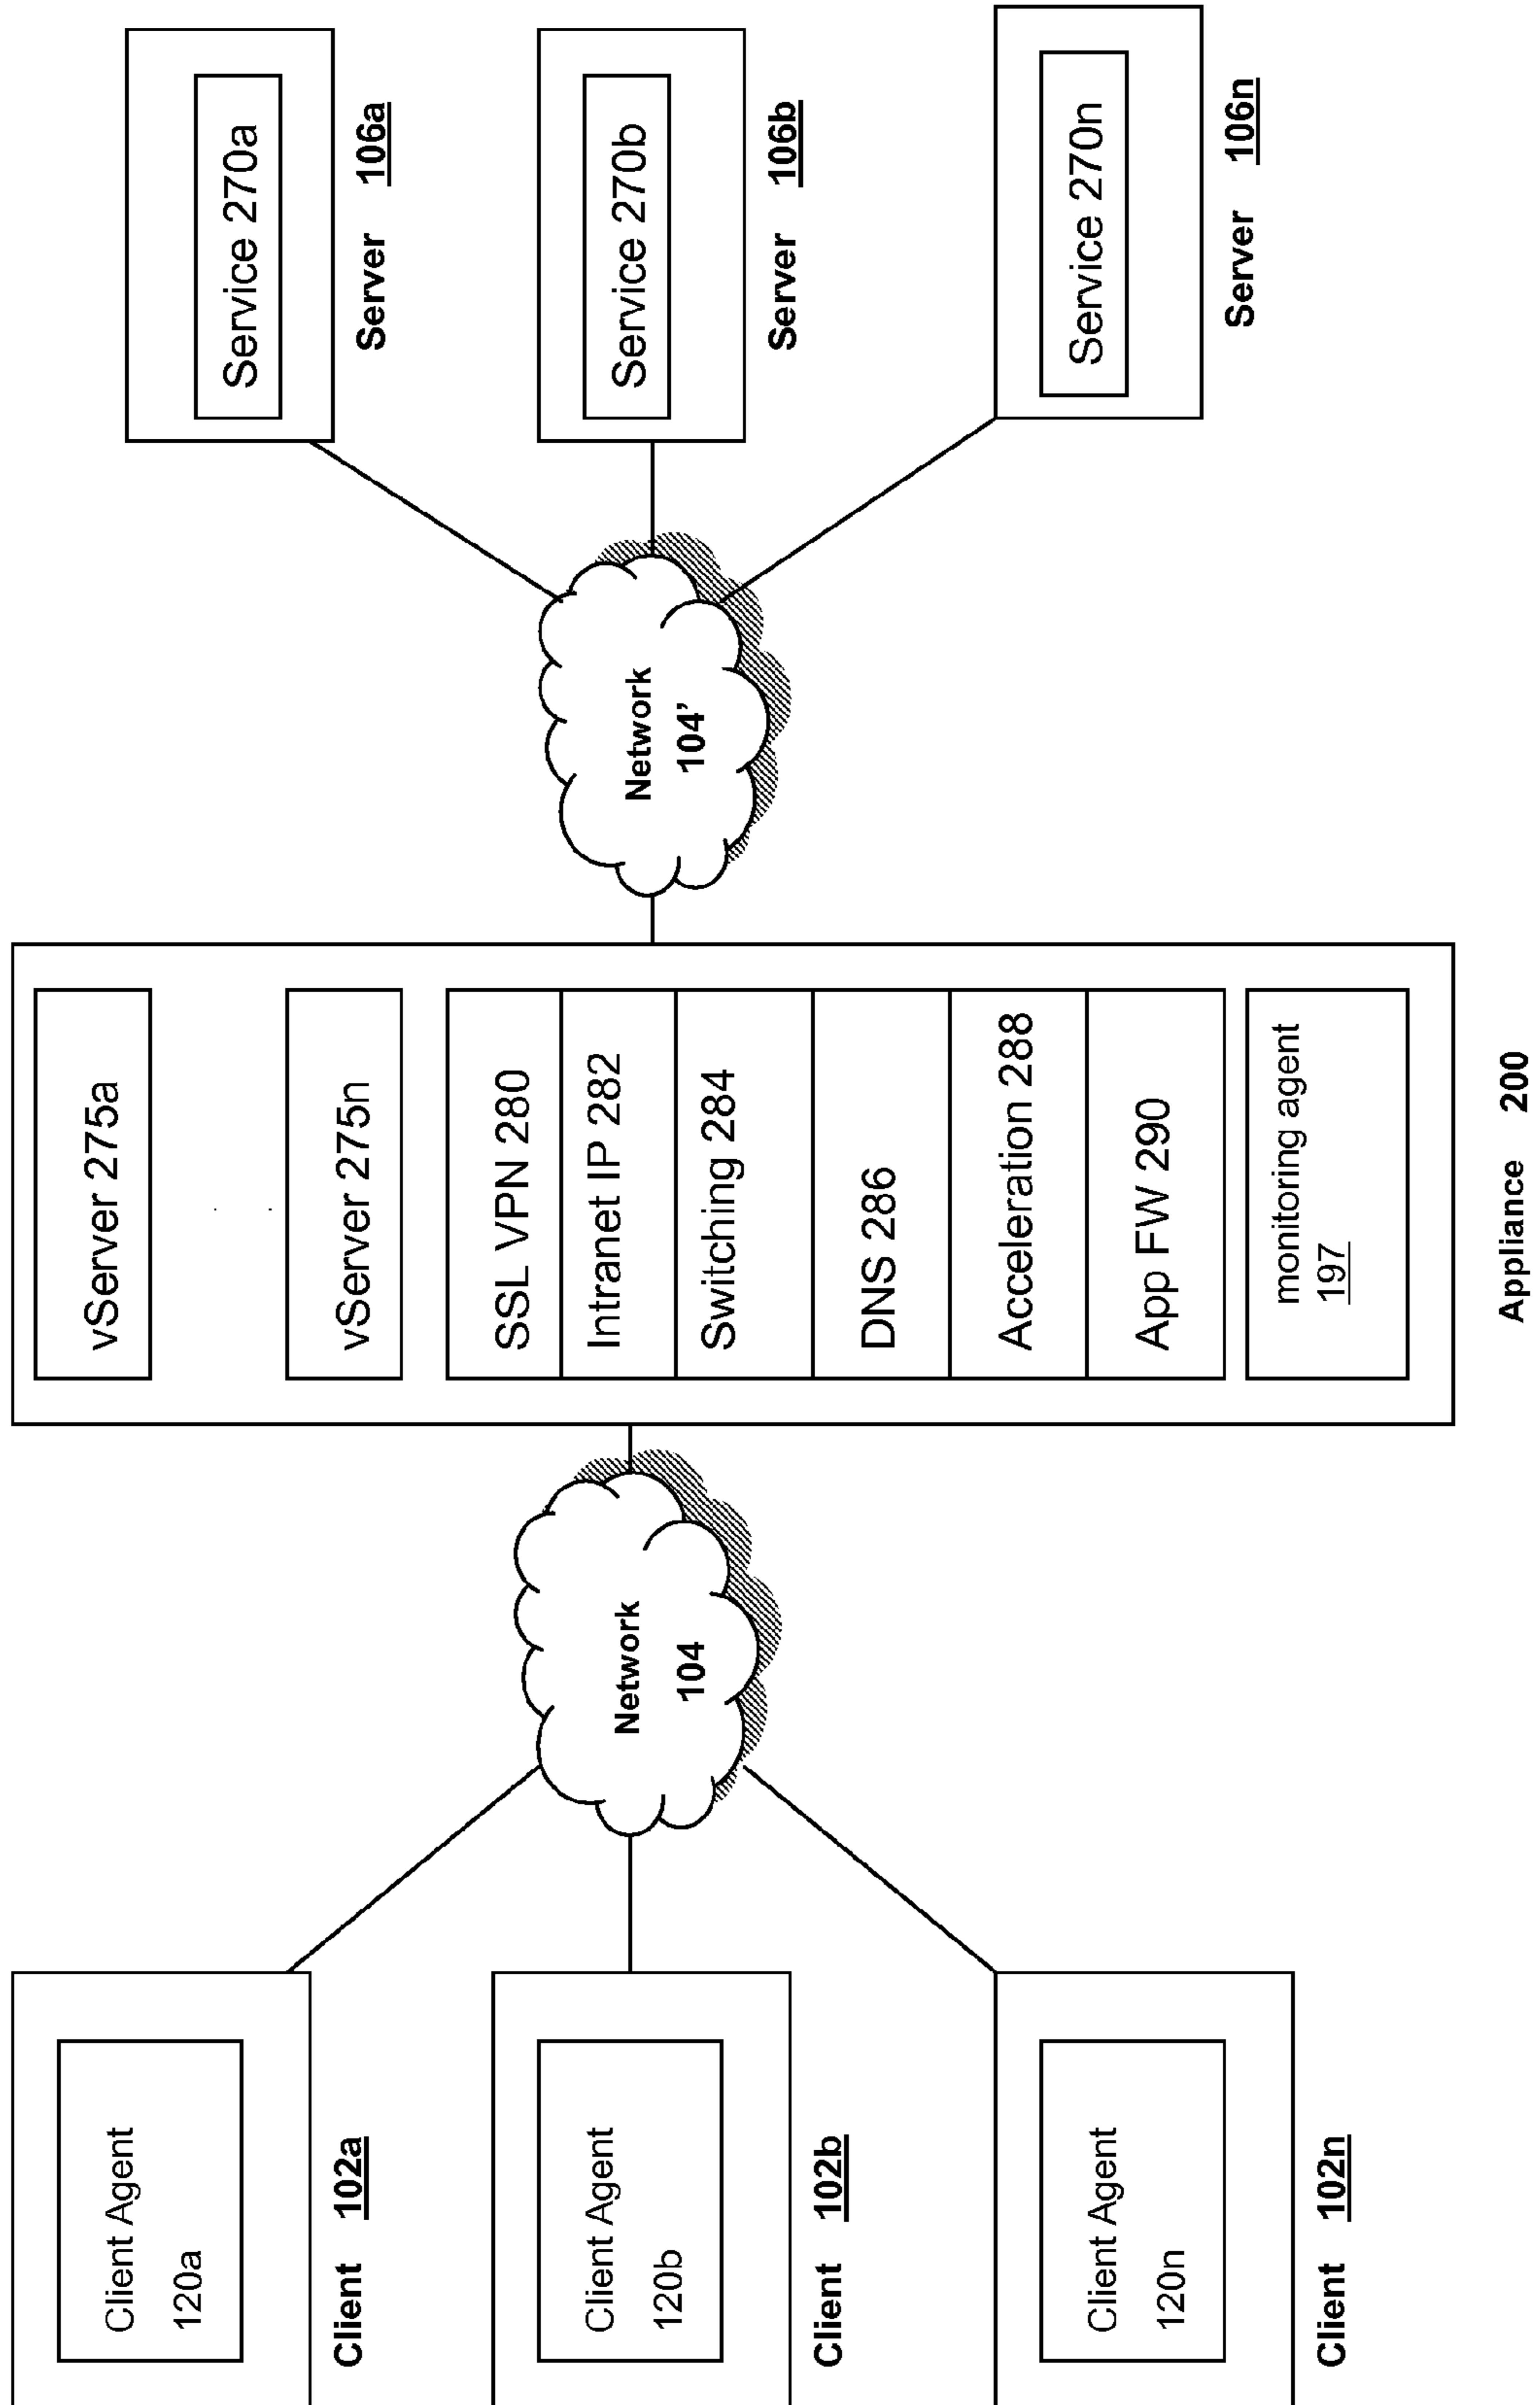 Client Agent
120a
Client 102a
Client Agent
120b
Client 102b
Client Agent
120n
Client 102n
Network
104
vServer 275a
vServer 275n
SSL VPN 280
Intranet IP 282
Switching 284
DNS 286
Acceleration 288
App FW 290
monitoring agent
197
Appliance 200
Network
104’
Service 270a
Server 106a
Service 270b
Server 106b
Service 270n
Server 106n